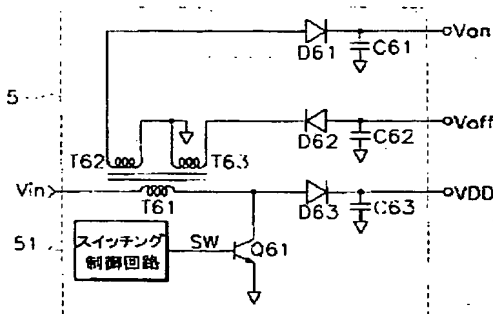 D61
C61
Von
5
D62
C62
Voff
T62
T63
Vin
T61
D63
C63
VDD
51
スイッチング
制御回路
SW
Q61